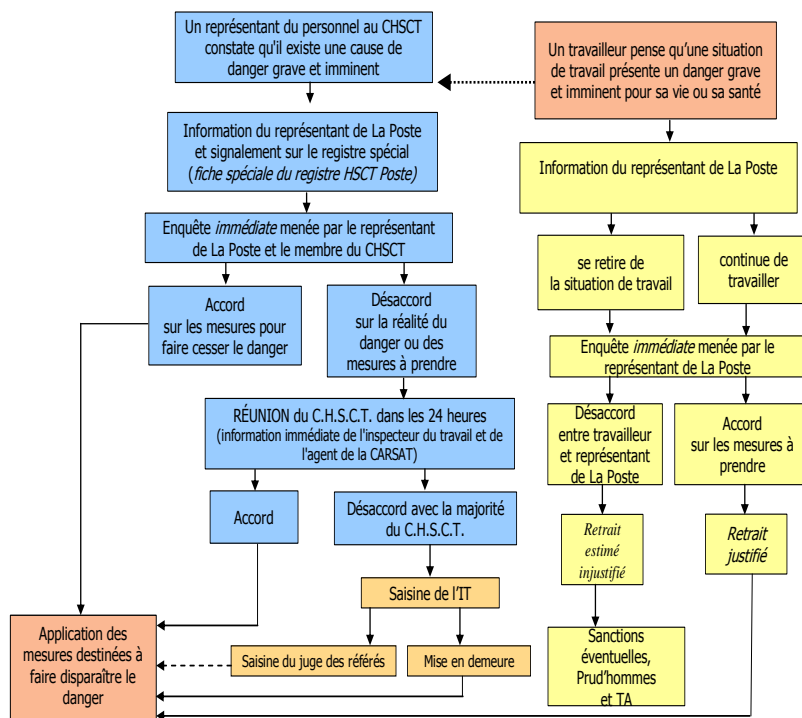 Un représentant du personnel au CHSCT
constate qu'il existe une cause de
danger grave et imminent
Un travailleur pense qu'une situation
de travail présente un danger grave
et imminent pour sa vie ou sa santé
Information du représentant de La Poste
et signalement sur le registre spécial
(fiche spéciale du registre HSCT Poste)
Information du représentant de La Poste
Enquête immédiate menée par le représentant
de La Poste et le membre du CHSCT
se retire de
la situation de travail
continue de
travailler
Accord
sur les mesures pour
faire cesser le danger
Désaccord
sur la réalité du
danger ou des
mesures à prendre
Enquête immédiate menée par le
représentant de La Poste
RÉUNION du C.H.S.C.T. dans les 24 heures
(information immédiate de l'inspecteur du travail et de
l'agent de la CARSAT)
Désaccord
entre travailleur
et représentant
de La Poste
Accord
sur les mesures à
prendre
Accord
Désaccord avec la majorité
du C.H.S.C.T.
Retrait
estimé
injustifié
Retrait
justifié
Saisine de l'IT
Application des
mesures destinées à
faire disparaître le
danger
Saisine du juge des référés
Mise en demeure
Sanctions
éventuelles,
Prud'hommes
et TA